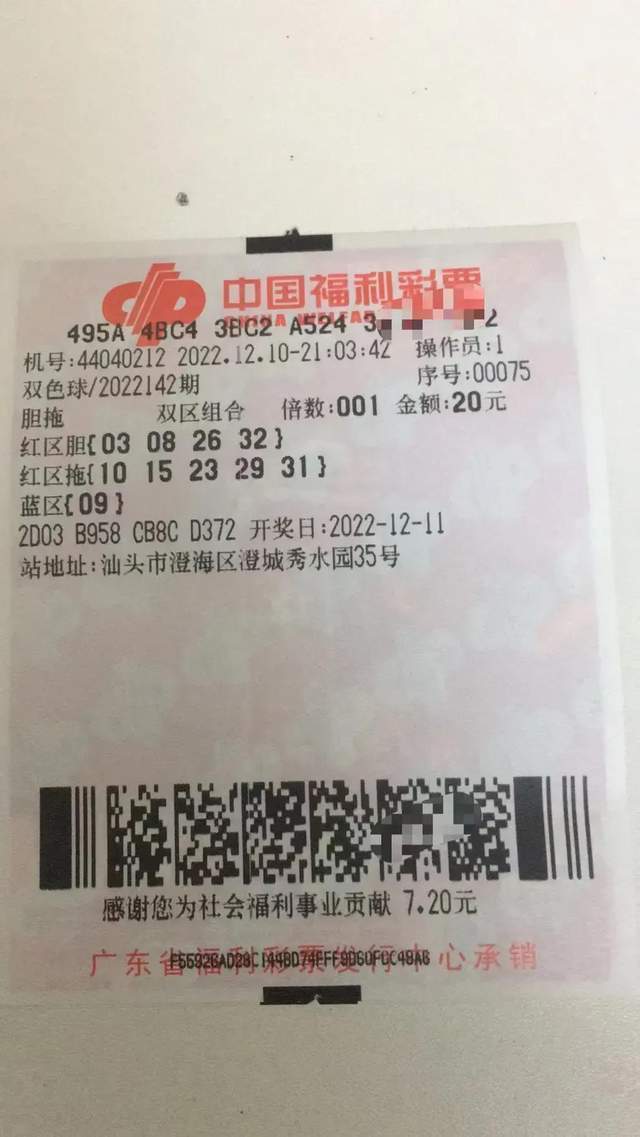 中国福利彩票
CHINA WELFA
495A 4BC4 3BC2 A524 3 2
机号:44040212 2022.12.10-21:03:42 操作员:1
双色球/2022142期 序号:00075
胆拖 双区组合 倍数:001 金额:20元
红区胆{03 08 26 32}
红区拖{10 15 23 29 31}
蓝区{09}
2D03 B958 CB8C D372 开奖日:2022-12-11
站地址:汕头市澄海区澄城秀水园35号
感谢您为社会福利事业贡献 7.20元
广东省福利彩票发行中心承销